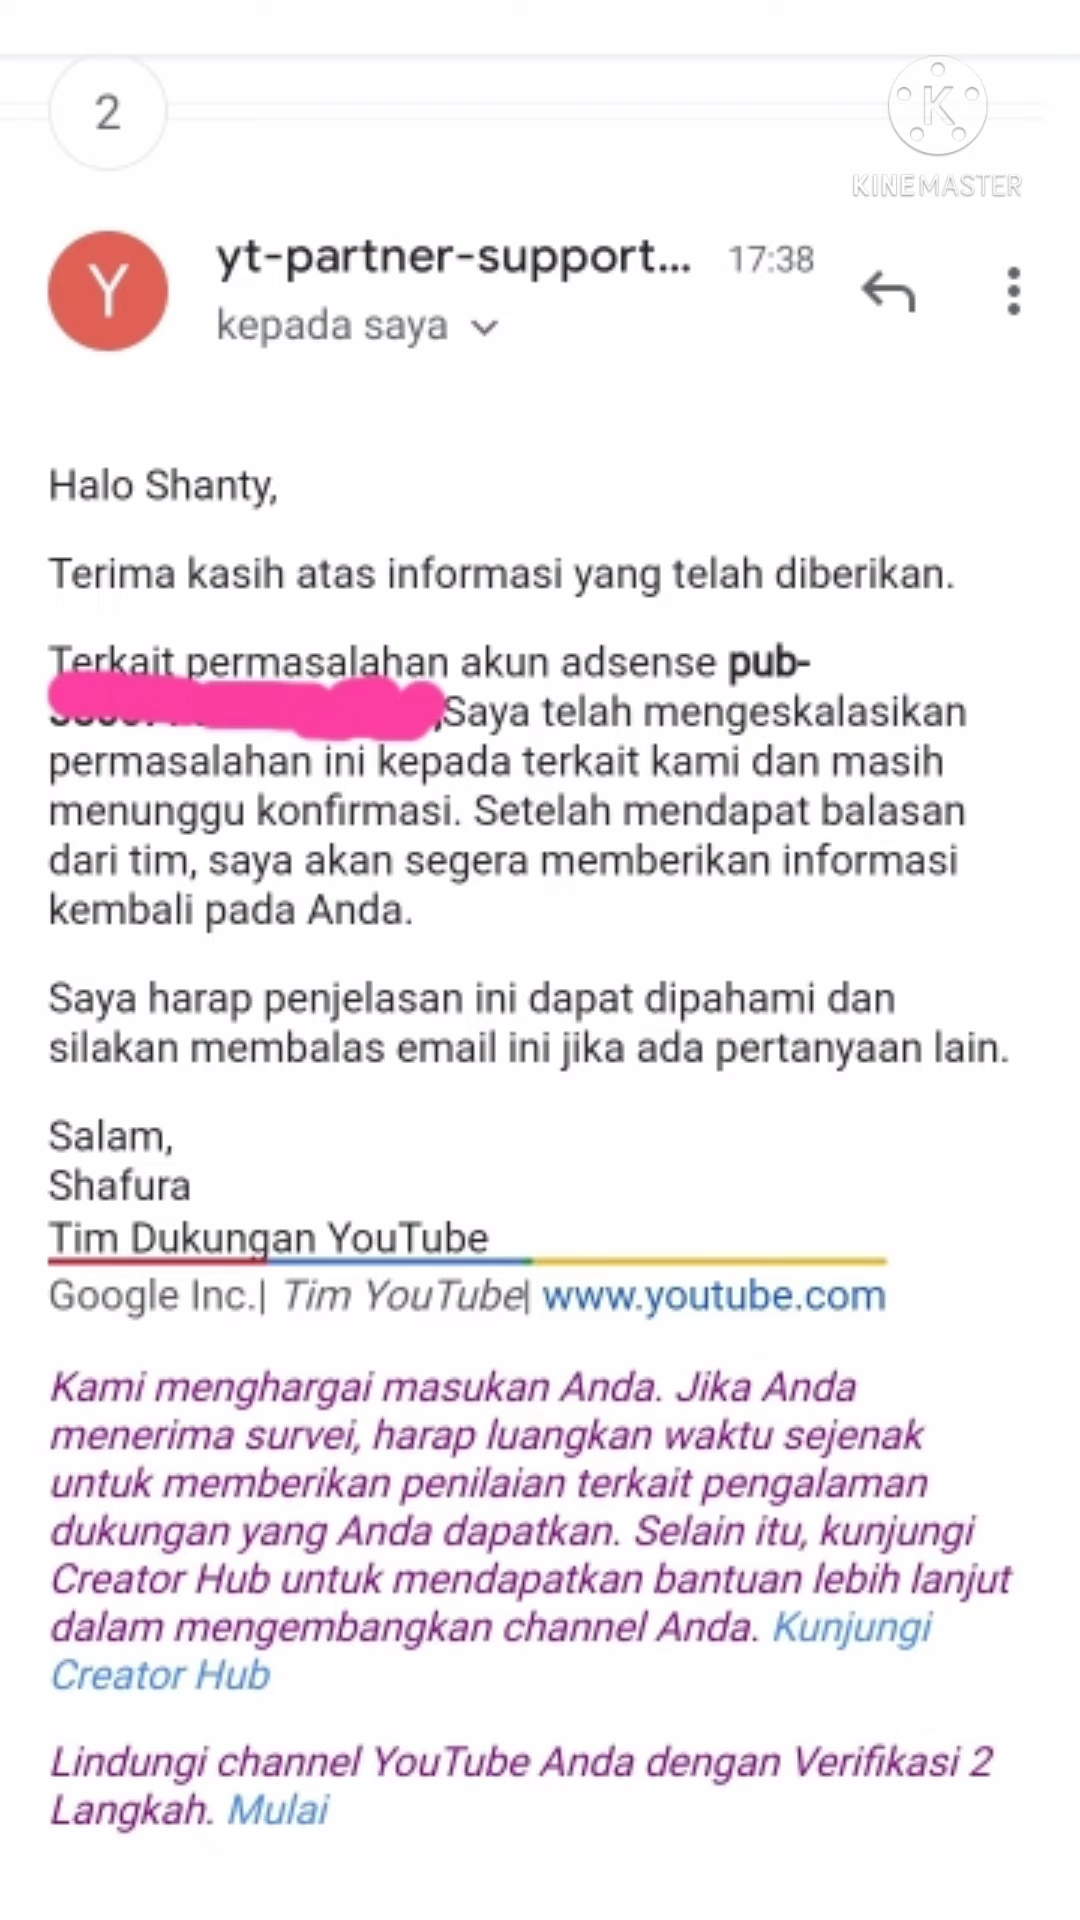 2
K
KINEMASTER
yt-partner-support... 17:38
kepada saya
Y
Halo Shanty,
Terima kasih atas informasi yang telah diberikan.
Terkait permasalahan akun adsense pub-
,Saya telah mengeskalasikan
permasalahan ini kepada terkait kami dan masih
menunggu konfirmasi. Setelah mendapat balasan
dari tim, saya akan segera memberikan informasi
kembali pada Anda.
Saya harap penjelasan ini dapat dipahami dan
silakan membalas email ini jika ada pertanyaan lain.
Salam,
Shafura
Tim Dukungan YouTube
Google Inc.| Tim YouTube| www.youtube.com
Kami menghargai masukan Anda. Jika Anda
menerima survei, harap luangkan waktu sejenak
untuk memberikan penilaian terkait pengalaman
dukungan yang Anda dapatkan. Selain itu, kunjungi
Creator Hub untuk mendapatkan bantuan lebih lanjut
dalam mengembangkan channel Anda. Kunjungi
Creator Hub
Lindungi channel YouTube Anda dengan Verifikasi 2
Langkah. Mulai